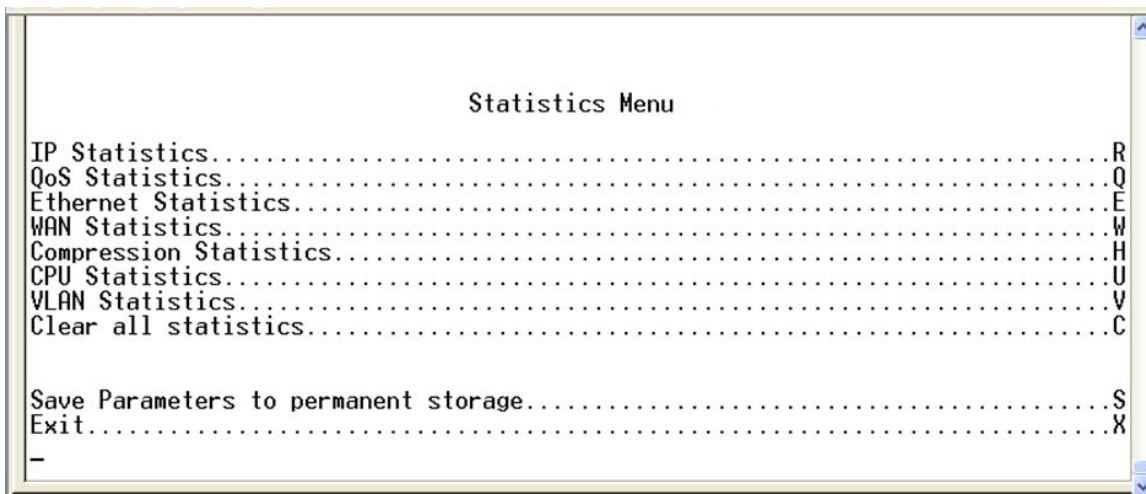 Statistics Menu
IP Statistics..................................................................R
QoS Statistics.................................................................Q
Ethernet Statistics............................................................E
WAN Statistics.................................................................W
Compression Statistics.........................................................H
CPU Statistics.................................................................U
VLAN Statistics................................................................V
Clear all statistics...........................................................C
Save Parameters to permanent storage...........................................S
Exit...........................................................................X